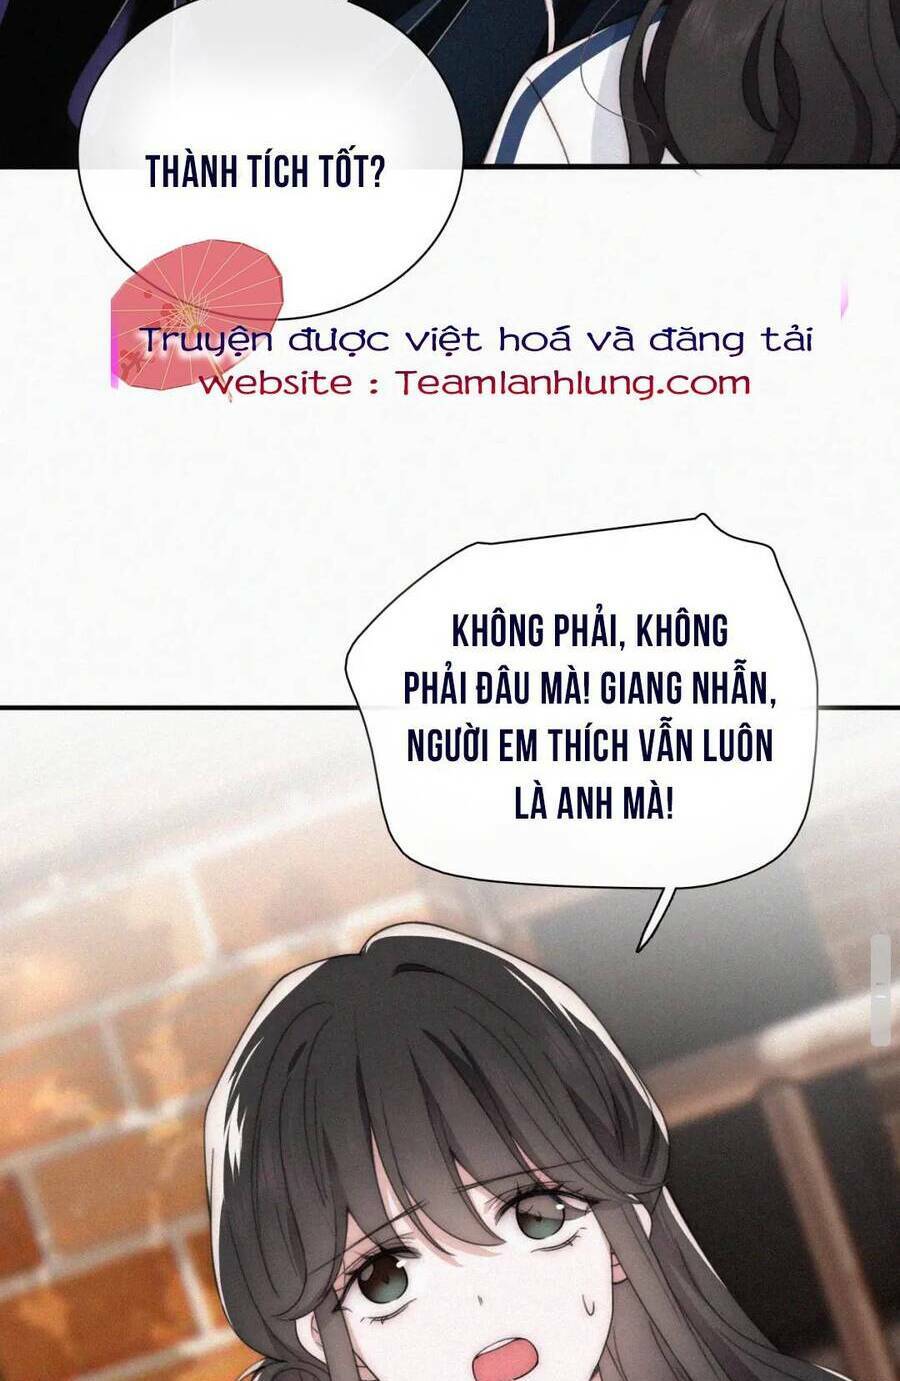 THÀNH TÍCH TỐT?
Truyện được việt hoá và đăng tải
website : Teamlanhlung.com
KHÔNG PHẢI, KHÔNG
PHẢI ĐÂU MÀ! GIANG NHẪN,
NGƯỜI EM THÍCH VẪN LUÔN
LÀ ANH MÀ!